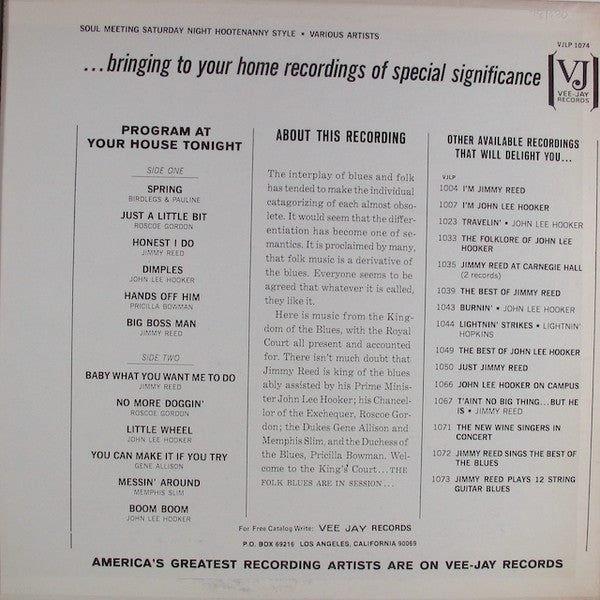 SOUL MEETING SATURDAY NIGHT HOOTENANNY STYLE • VARIOUS ARTISTS
VJLP 1074
...bringing to your home recordings of special significance
VJ
VEE-JAY
RECORDS
PROGRAM AT
YOUR HOUSE TONIGHT
SIDE ONE
SPRING
BIRDLEGS & PAULINE
JUST A LITTLE BIT
ROSCOE GORDON
HONEST I DO
JIMMY REED
DIMPLES
JOHN LEE HOOKER
HANDS OFF HIM
PRICILLA BOWMAN
BIG BOSS MAN
JIMMY REED
SIDE TWO
BABY WHAT YOU WANT ME TO DO
JIMMY REED
NO MORE DOGGIN'
ROSCOE GORDON
LITTLE WHEEL
JOHN LEE HOOKER
YOU CAN MAKE IT IF YOU TRY
GENE ALLISON
MESSIN' AROUND
MEMPHIS SLIM
BOOM BOOM
JOHN LEE HOOKER
ABOUT THIS RECORDING
The interplay of blues and folk
has tended to make the individual
catagorizing of each almost obso-
lete. It would seem that the differ-
entiation has become one of se-
mantics. It is proclaimed by many,
that folk music is a derivative
of the blues. Everyone seems to be
agreed that whatever it is called,
they like it.
Here is music from the King-
dom of the Blues, with the Royal
Court all present and accounted
for. There isn't much doubt that
Jimmy Reed is king of the blues
ably assisted by his Prime Minis-
ter John Lee Hooker; his Chancel-
lor of the Exchequer, Roscoe Gor-
don; the Dukes Gene Allison and
Memphis Slim, and the Duchess of
the Blues, Pricilla Bowman. Wel-
come to the King's Court...THE
FOLK BLUES ARE IN SESSION...
OTHER AVAILABLE RECORDINGS
THAT WILL DELIGHT YOU...
VJLP
1004 I'M JIMMY REED
1007 I'M JOHN LEE HOOKER
1023 TRAVELIN' • JOHN LEE HOOKER
1033 THE FOLKLORE OF JOHN LEE
HOOKER
1035 JIMMY REED AT CARNEGIE HALL
(2 records)
1039 THE BEST OF JIMMY REED
1043 BURNIN' • JOHN LEE HOOKER
1044 LIGHTNIN' STRIKES • LIGHTNIN'
HOPKINS
1049 THE BEST OF JOHN LEE HOOKER
1050 JUST JIMMY REED
1066 JOHN LEE HOOKER ON CAMPUS
1067 T'AINT NO BIG THING...BUT HE
IS • JIMMY REED
1071 THE NEW WINE SINGERS IN
CONCERT
1072 JIMMY REED SINGS THE BEST OF
THE BLUES
1073 JIMMY REED PLAYS 12 STRING
GUITAR BLUES
For Free Catalog Write: VEE JAY RECORDS
P.O. BOX 69216 LOS ANGELES, CALIFORNIA 90069
AMERICA'S GREATEST RECORDING ARTISTS ARE ON VEE-JAY RECORDS